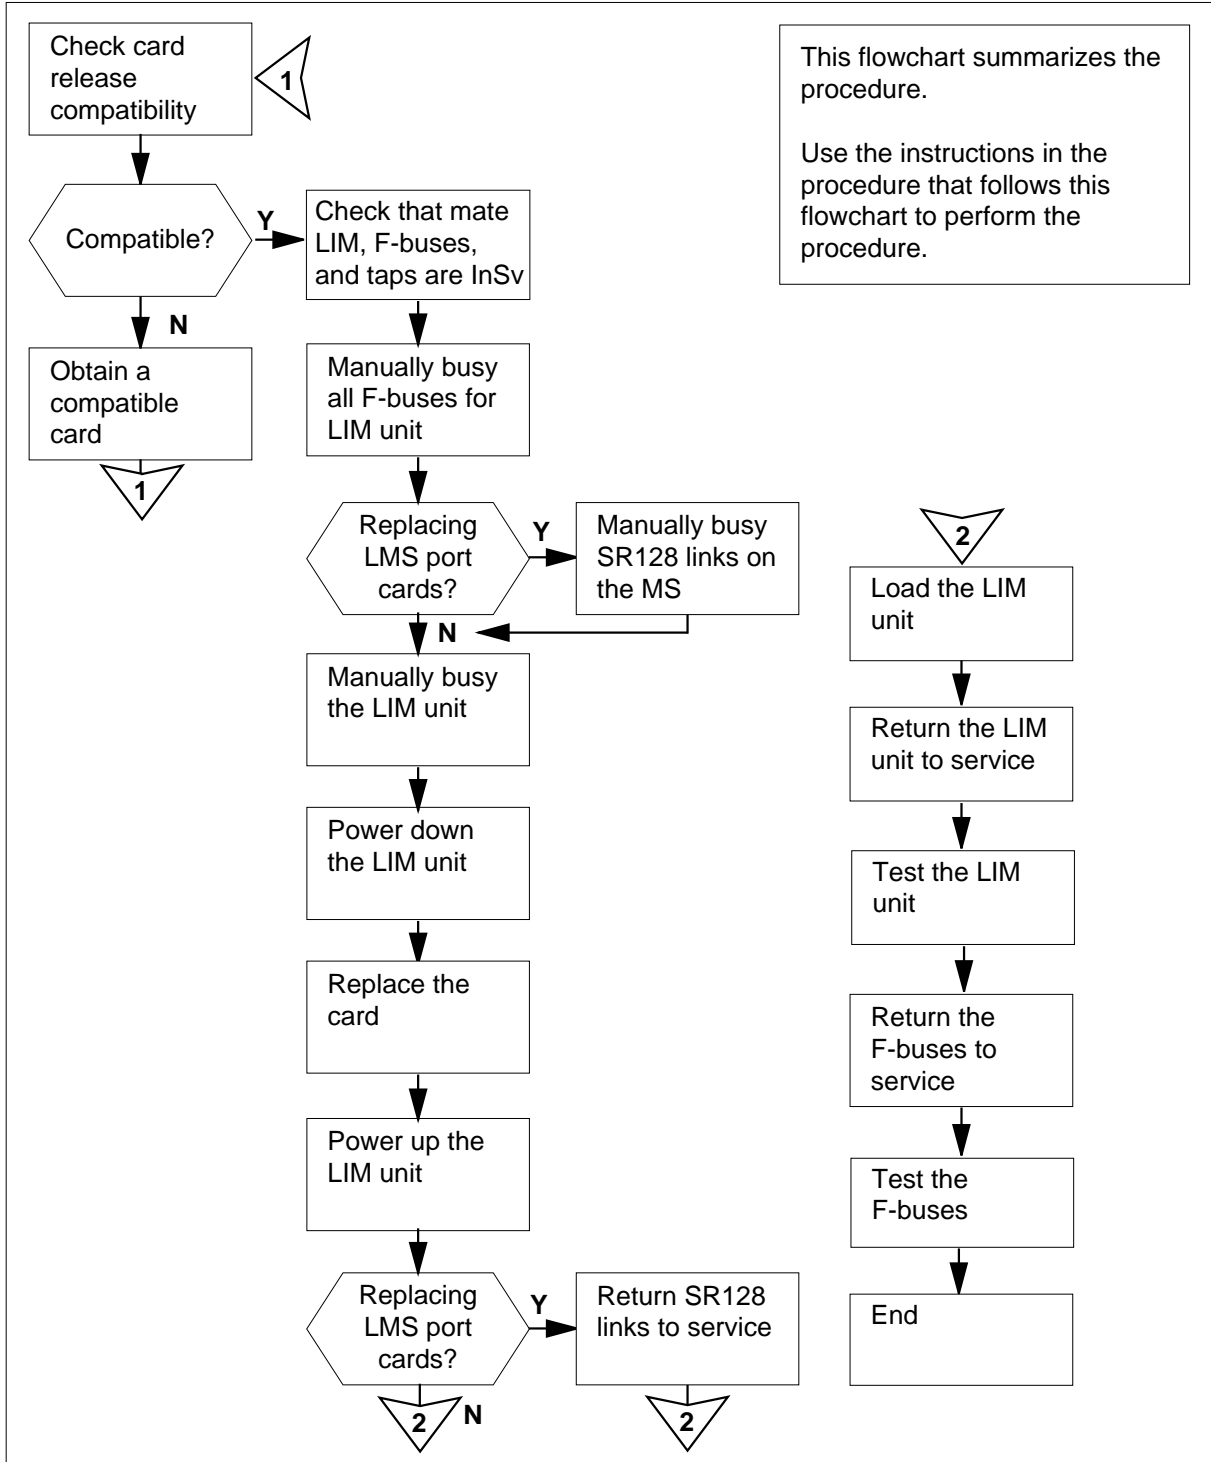 Check card
release
compatibility
1
This flowchart summarizes the
procedure.
Use the instructions in the
procedure that follows this
flowchart to perform the
procedure.
Compatible?
Y
N
Check that mate
LIM, F-buses,
and taps are InSv
Obtain a
compatible
card
1
Manually busy
all F-buses for
LIM unit
Replacing
LMS port
cards?
Y
N
Manually busy
SR128 links on
the MS
Manually busy
the LIM unit
Power down
the LIM unit
Replace the
card
Power up the
LIM unit
Replacing
LMS port
cards?
Y
N
2
Return SR128
links to service
2
2
Load the LIM
unit
Return the LIM
unit to service
Test the LIM
unit
Return the
F-buses to
service
Test the
F-buses
End